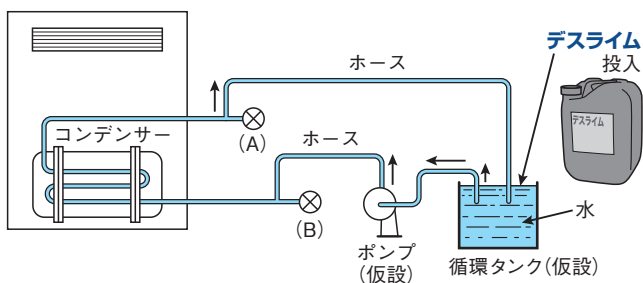 デスライム
投入
ホース
デスライム
コンデンサー
(A)
ホース
(B)
水
ポンプ
(仮設)
循環タンク(仮設)